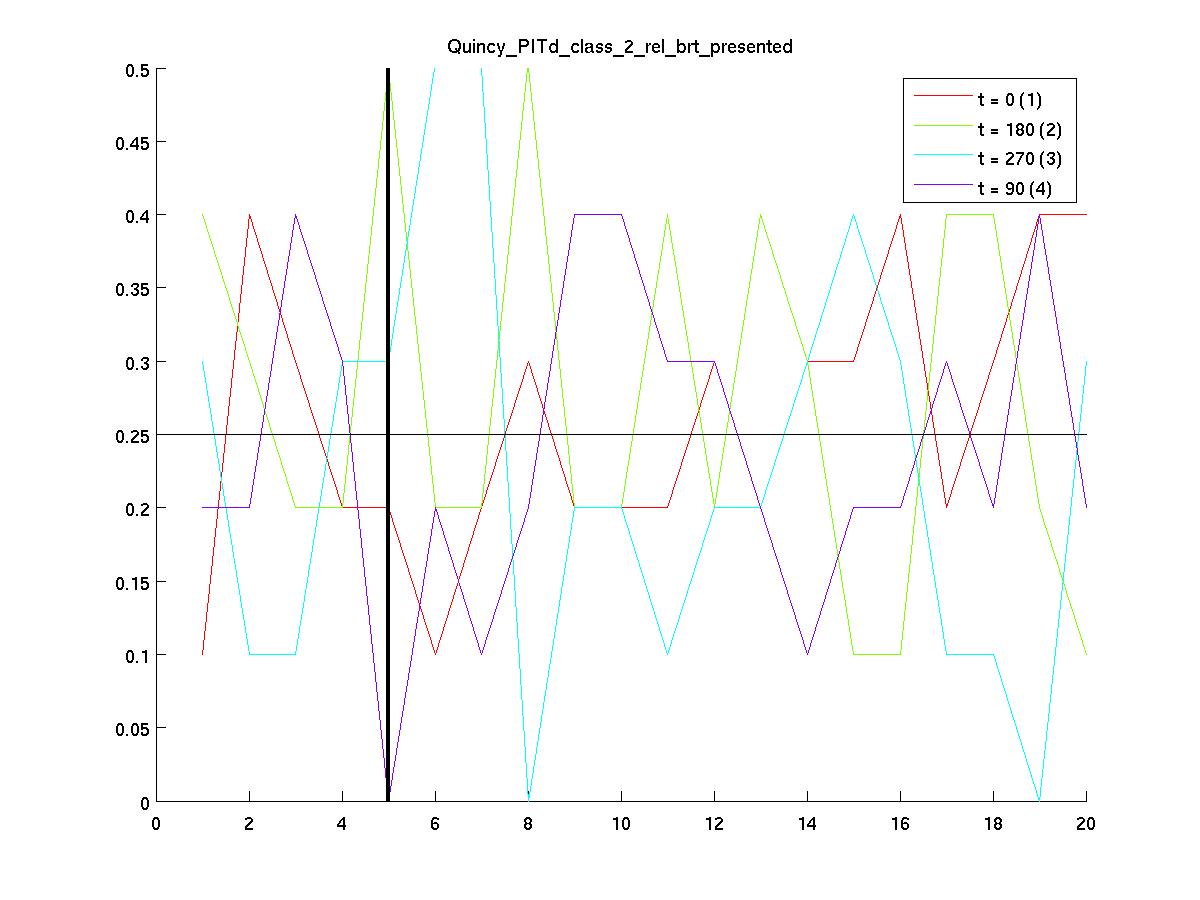 Quincy_PITd_class_2_rel_brt_presented
0.5
0.45
0.4
0.35
0.3
0.25
0.2
0.15
0.1
0.05
0
t = 0 (1)
t = 180 (2)
t = 270 (3)
t = 90 (4)
0 2 4 6 8 10 12 14 16 18 20